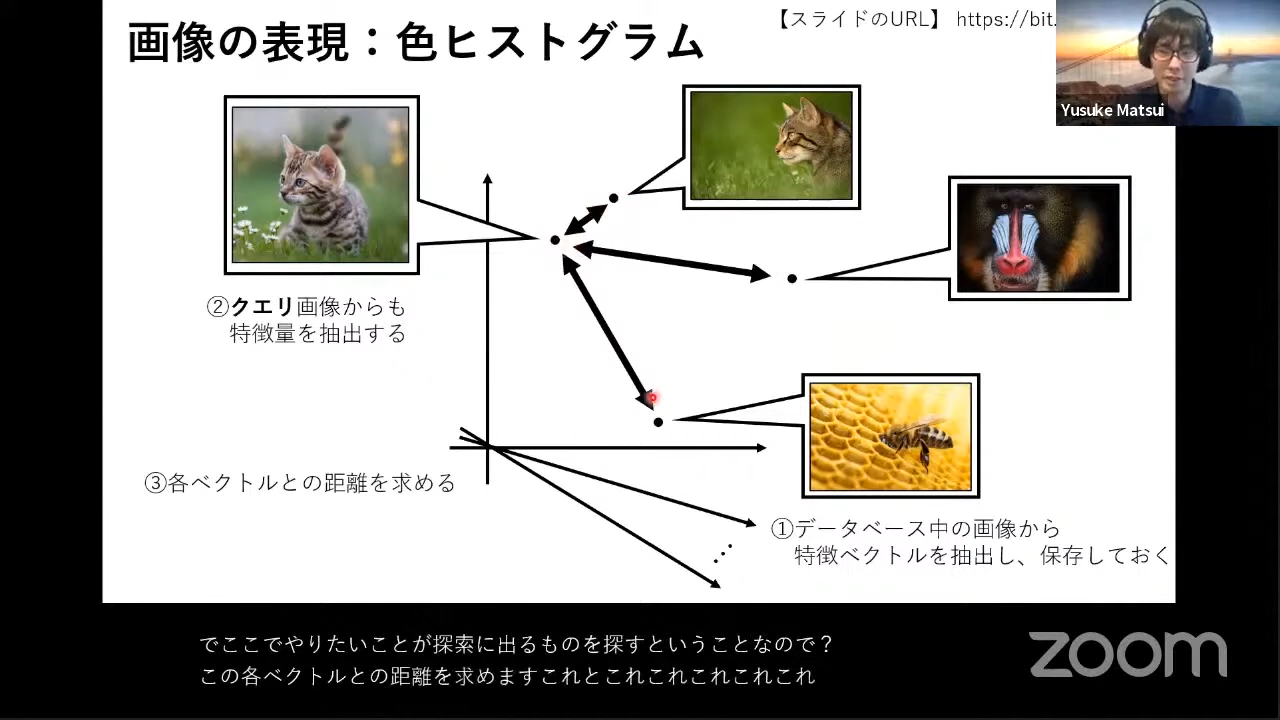 画像の表現：色ヒストグラム
【スライドのURL】 https://bit.
Yusuke Matsui
②クエリ画像からも
特徴量を抽出する
③各ベクトルとの距離を求める
①データベース中の画像から
特徴ベクトルを抽出し、保存しておく
でここでやりたいことが探索に出るものを探すということなので？
この各ベクトルとの距離を求めますこれとこれこれこれこれこれ
zoom